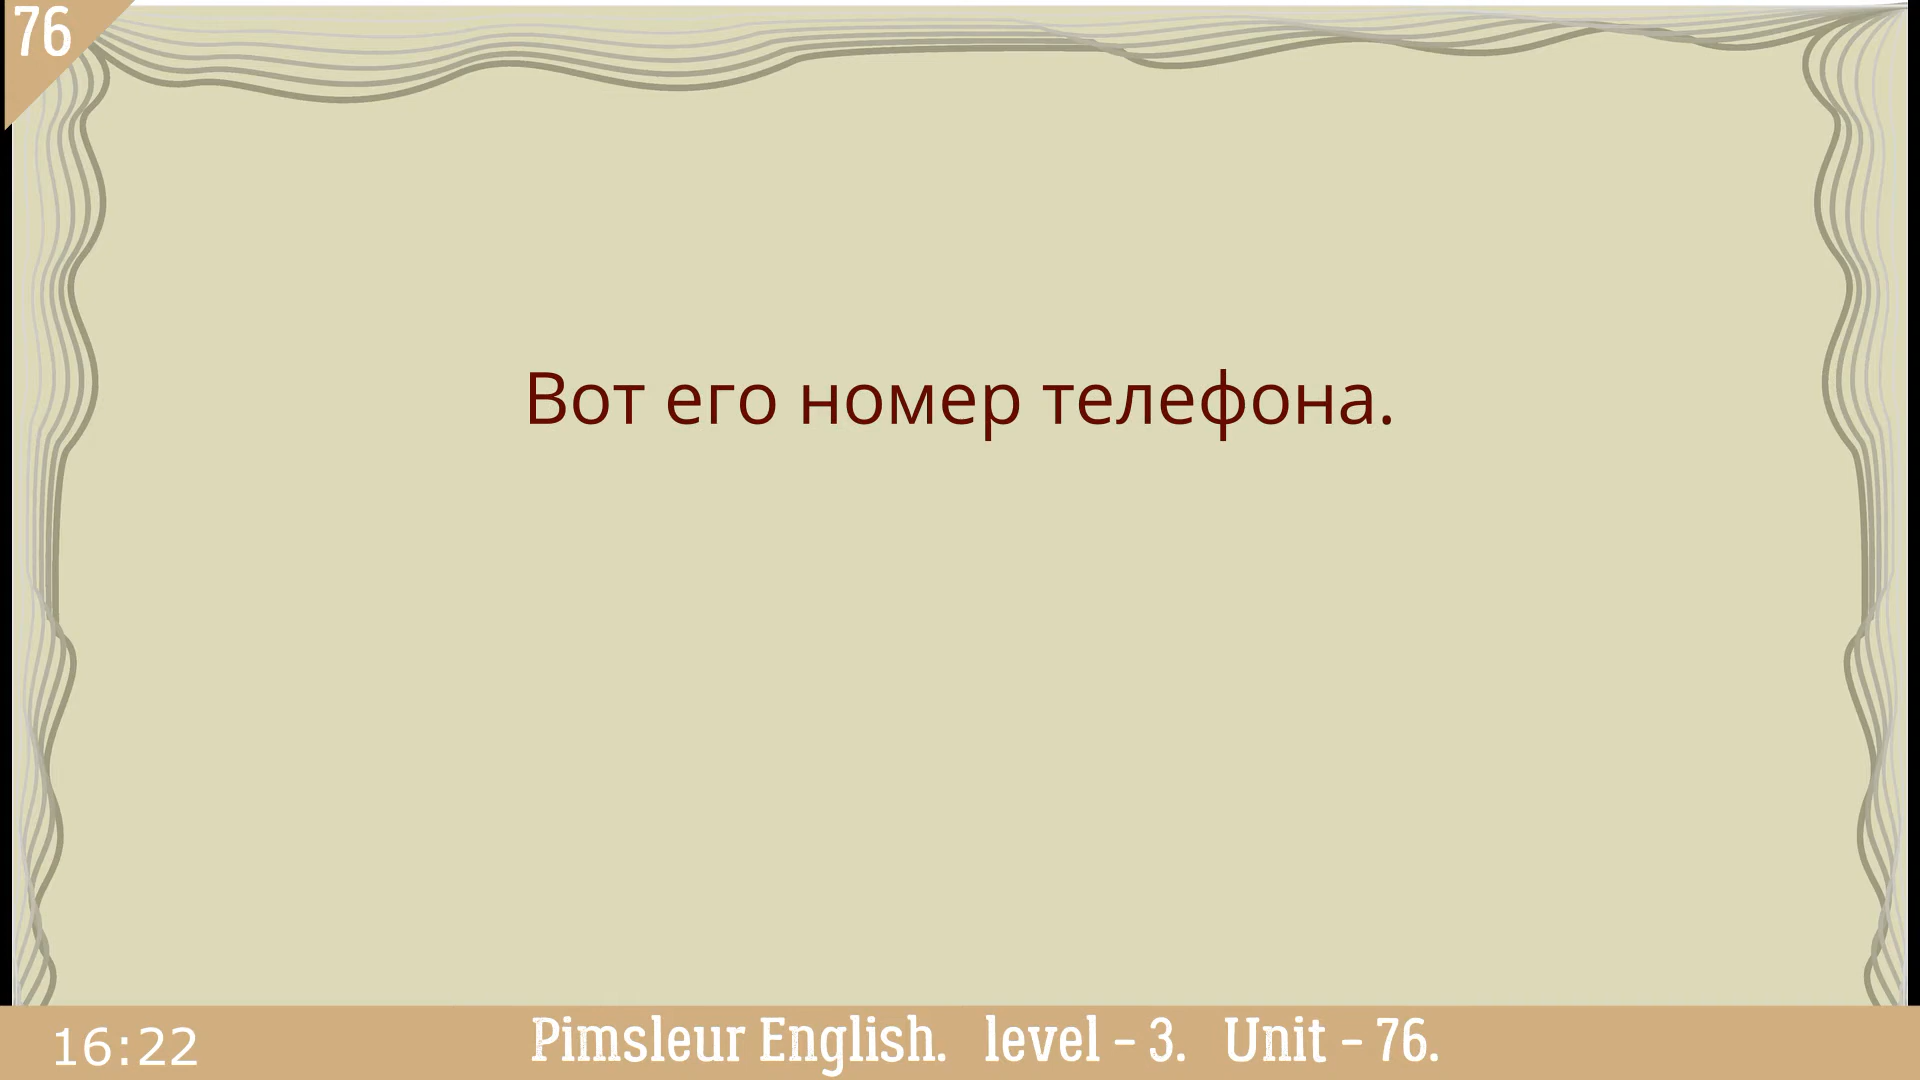 76
Вот его номер телефона.
16:22
Pimsleur English. level - 3. Unit - 76.